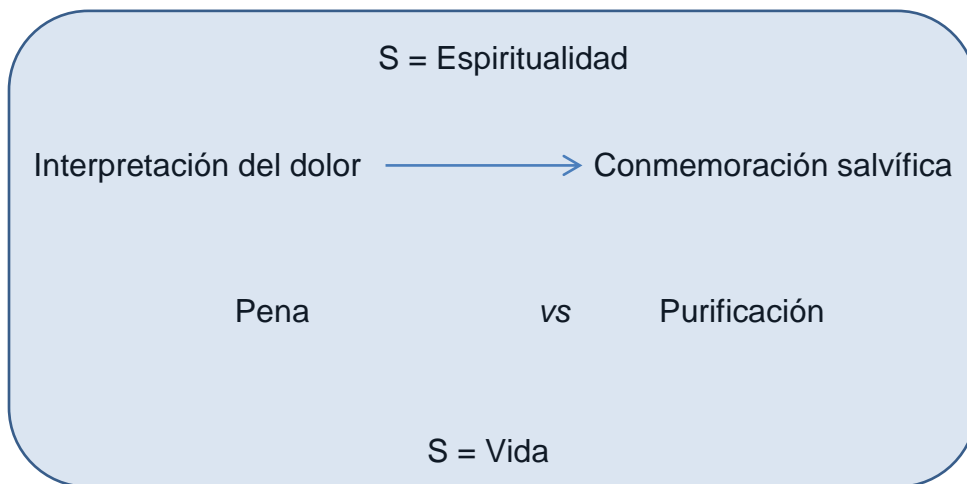 S = Espiritualidad
Interpretación del dolor Conmemoración salvífica
Pena vs Purificación
S = Vida